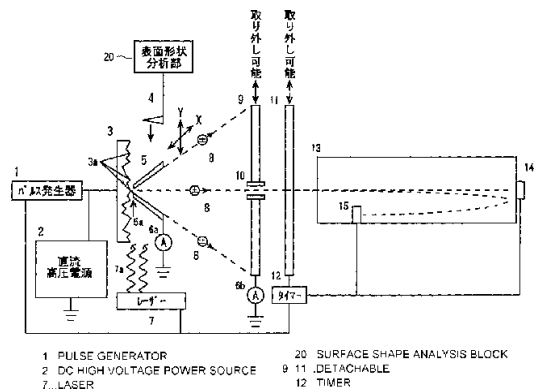 取り外し可能
取り外し可能
20
表面形状
分析部
4
Y
X
3
3a
5
8
9
11
13
14
1
パルス発生器
10
8
15
5a
6a
A
8
2
直流
高圧電源
7a
6b
A
12
タイマー
レーザー
7
1 PULSE GENERATOR
2 DC HIGH VOLTAGE POWER SOURCE
7...LASER
20 SURFACE SHAPE ANALYSIS BLOCK
9 11 .DETACHABLE
12 TIMER